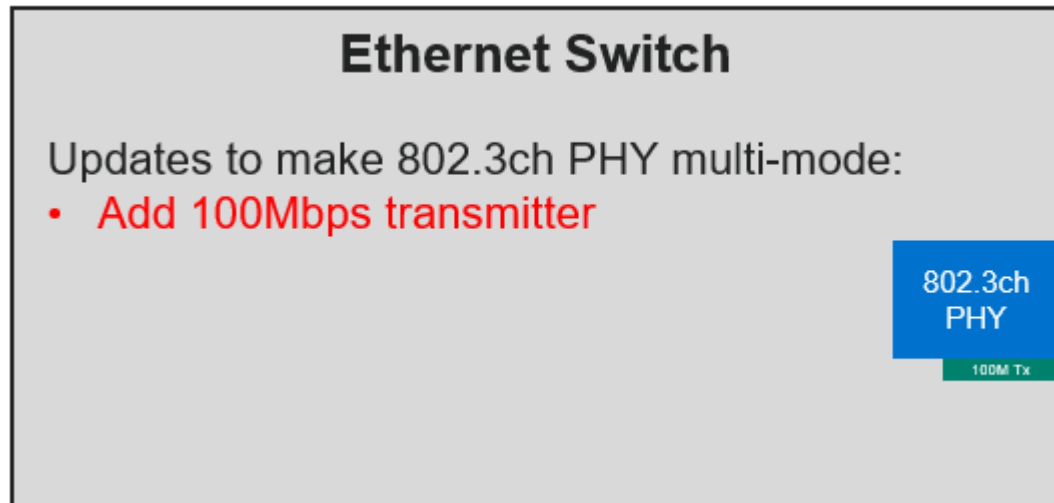 Ethernet Switch
Updates to make 802.3ch PHY multi-mode:
• Add 100Mbps transmitter
802.3ch
PHY
100M Tx